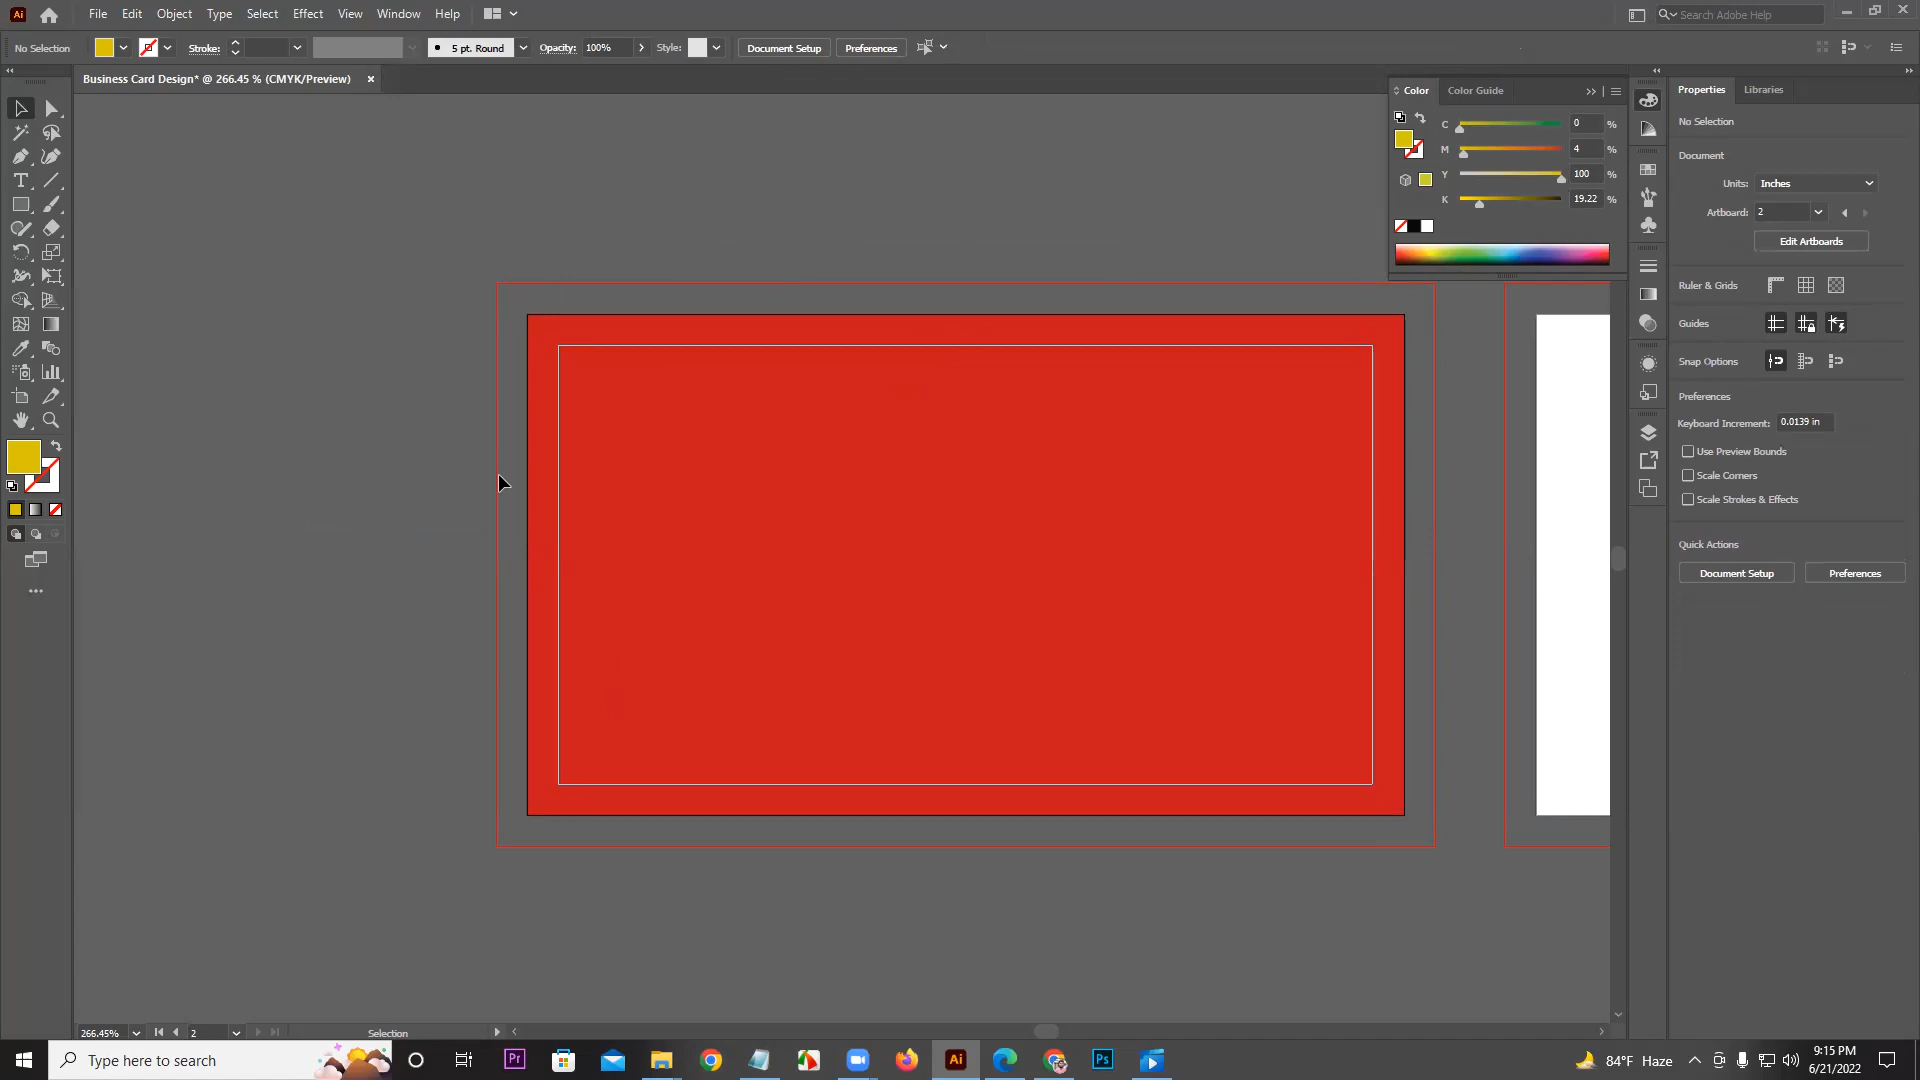 Ai File Edit Type Object Select Effect View Window Help Search Adobe Help
No Selection Stroke: 5 pt. Round Opacity: 100% Style: Document Setup Preferences
Business Card Design* @ 266.45 % (CMYK/Preview) ×
Color Color Guide
C 0 %
M 4 %
Y 100 %
K 19.22 %
Properties Libraries
No Selection
Document
Units: Inches
Artboard: 2
Edit Artboards
Ruler & Grids
Guides
Snap Options
Preferences
Keyboard Increment: 0.0139 in
Use Preview Bounds
Scale Corners
Scale Strokes & Effects
Quick Actions
Document Setup Preferences
T
266.45% 2 Selection
Type here to search Pr Ai Ps 84°F Haze 9:15 PM
6/21/2022